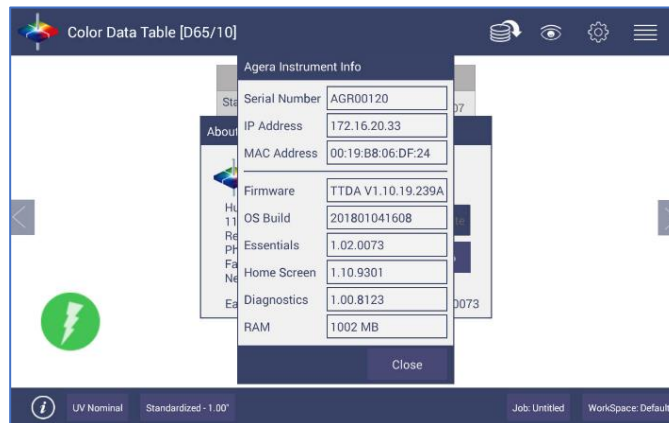 Color Data Table [D65/10]
Agera Instrument Info
Serial Number AGR00120
IP Address 172.16.20.33
MAC Address 00:19:B8:06:DF:24
Firmware TTDA V1.10.19.239A
OS Build 201801041608
Essentials 1.02.0073
Home Screen 1.10.9301
Diagnostics 1.00.8123
RAM 1002 MB
Close
About
0073
UV Nominal Standardized - 1.00" Job: Untitled WorkSpace: Default